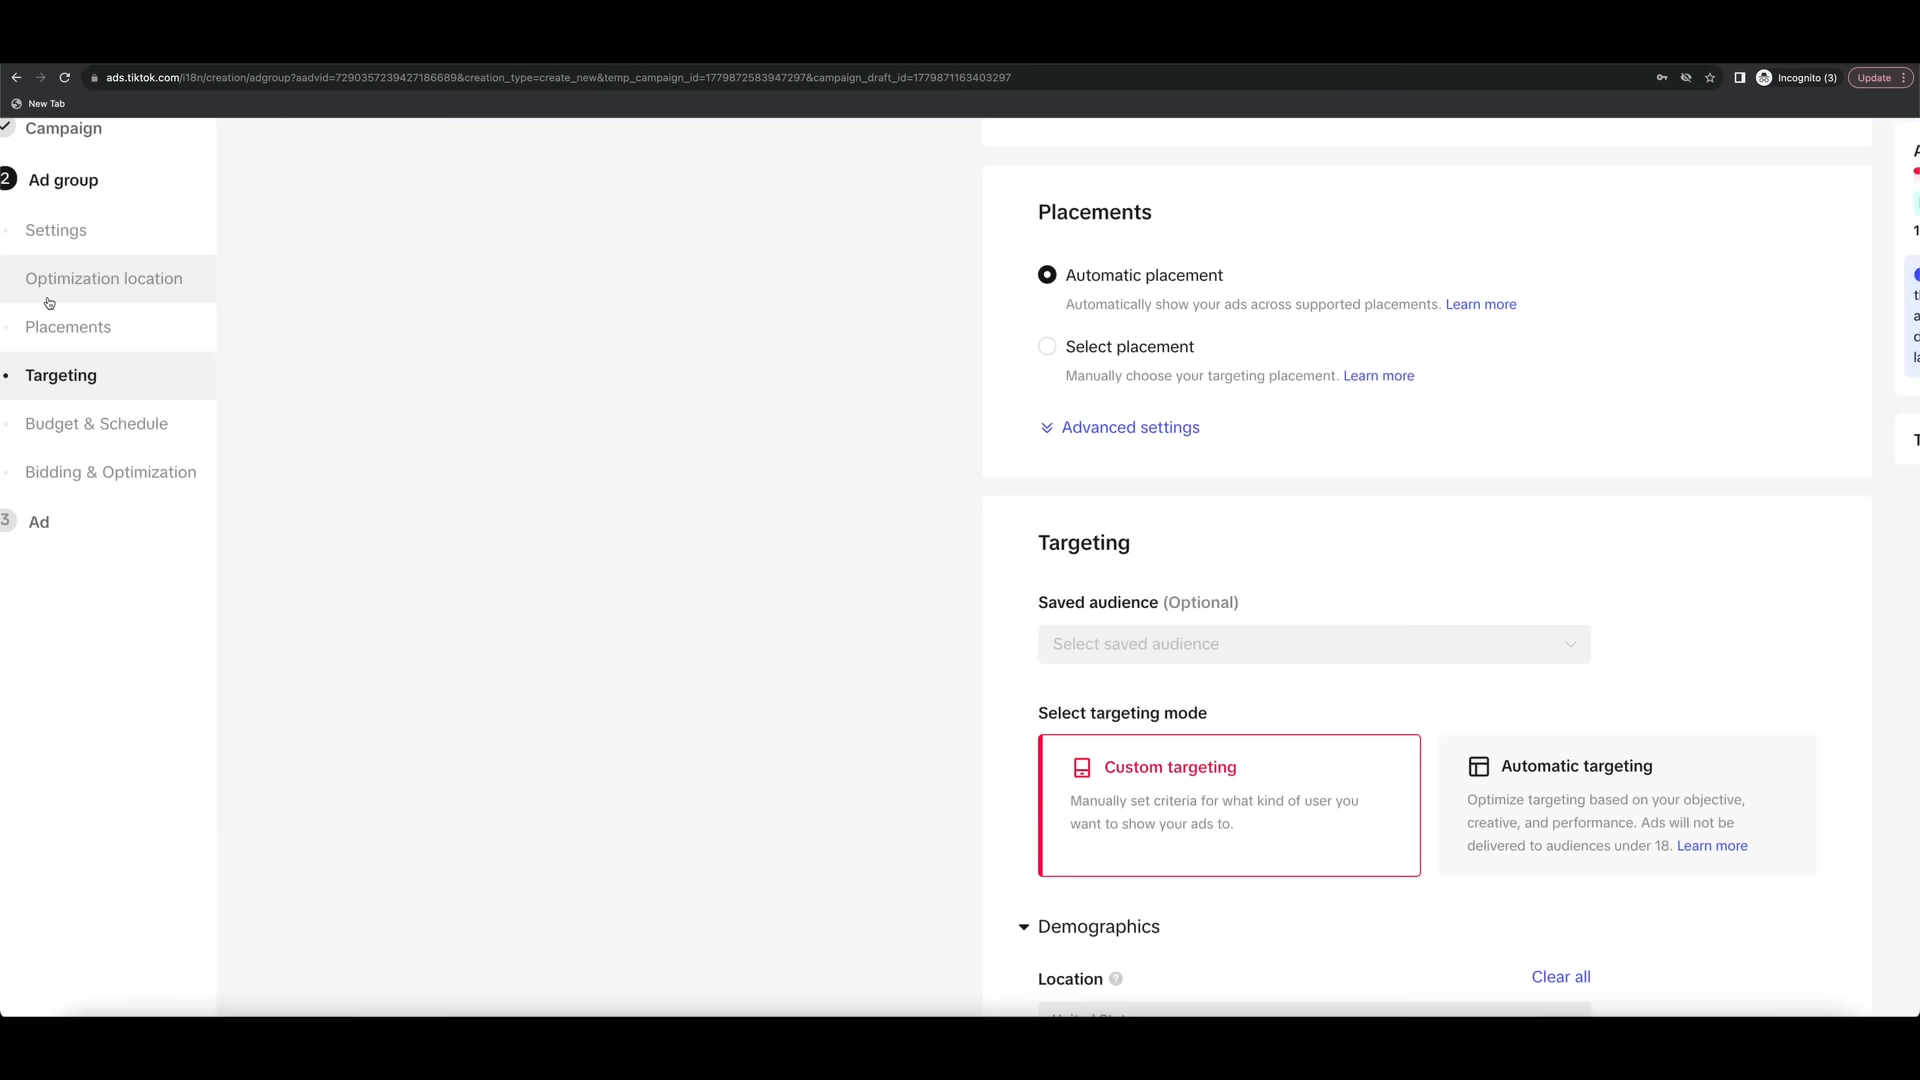 ads.tiktok.com/i18n/creation/adgroup?aadvid=7290357239427186689&creation_type=create_new&temp_campaign_id=1779872583947297&campaign_draft_id=1779871163403297
Incognito (3)
Update
New Tab
Campaign
2 Ad group
Settings
Optimization location
Placements
Targeting
Budget & Schedule
Bidding & Optimization
3 Ad
Placements
Automatic placement
Automatically show your ads across supported placements. Learn more
Select placement
Manually choose your targeting placement. Learn more
Advanced settings
Targeting
Saved audience (Optional)
Select saved audience
Select targeting mode
Custom targeting
Manually set criteria for what kind of user you
want to show your ads to.
Automatic targeting
Optimize targeting based on your objective,
creative, and performance. Ads will not be
delivered to audiences under 18. Learn more
Demographics
Location
Clear all